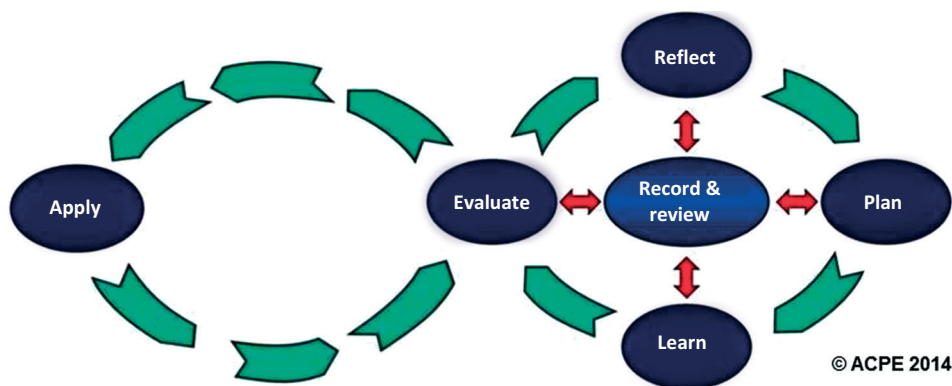 Reflect
Apply
Evaluate
Record &
review
Plan
Learn
© ACPE 2014